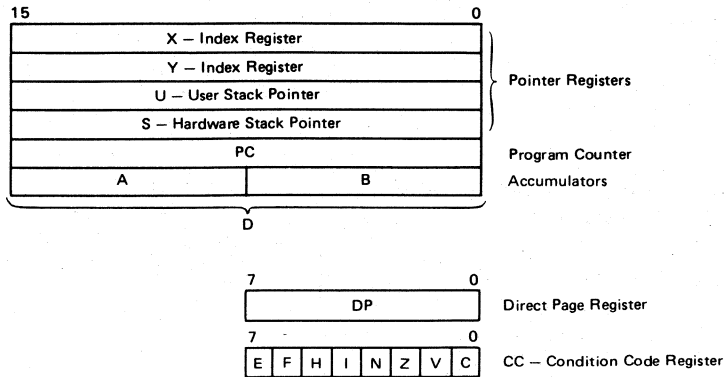 15 0
X – Index Register
Y – Index Register
U – User Stack Pointer
S – Hardware Stack Pointer
Pointer Registers
PC Program Counter
A B Accumulators
D
7 0
DP Direct Page Register
7 0
E F H I N Z V C CC – Condition Code Register